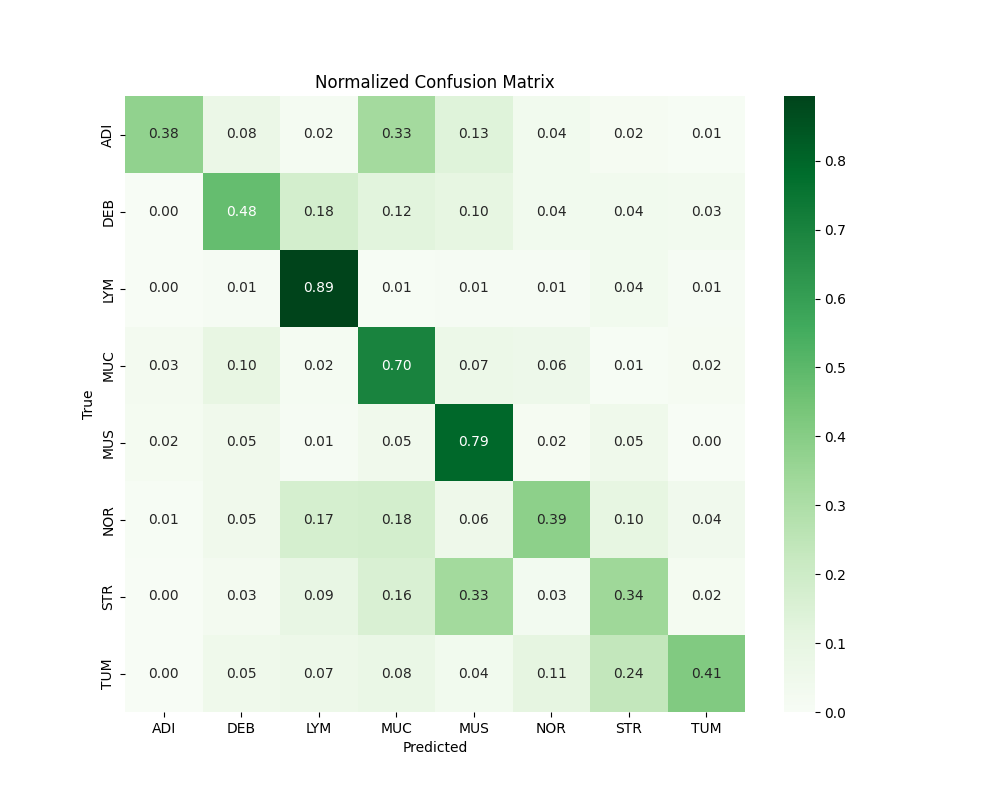 Normalized Confusion Matrix
ADI 0.38 0.08 0.02 0.33 0.13 0.04 0.02 0.01
DEB 0.00 0.48 0.18 0.12 0.10 0.04 0.04 0.03
LYM 0.00 0.01 0.89 0.01 0.01 0.01 0.04 0.01
MUC 0.03 0.10 0.02 0.70 0.07 0.06 0.01 0.02
MUS 0.02 0.05 0.01 0.05 0.79 0.02 0.05 0.00
NOR 0.01 0.05 0.17 0.18 0.06 0.39 0.10 0.04
STR 0.00 0.03 0.09 0.16 0.33 0.03 0.34 0.02
TUM 0.00 0.05 0.07 0.08 0.04 0.11 0.24 0.41
ADI DEB LYM MUC MUS NOR STR TUM
Predicted
True
0.8
0.7
0.6
0.5
0.4
0.3
0.2
0.1
0.0